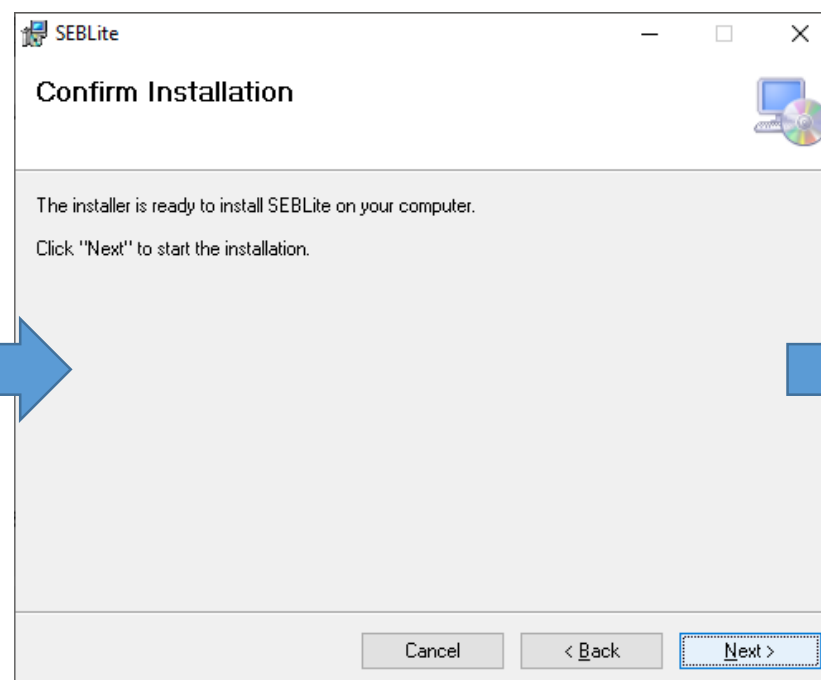 SEBLite
Confirm Installation
The installer is ready to install SEBLite on your computer.
Click "Next" to start the installation.
Cancel
< Back
Next >